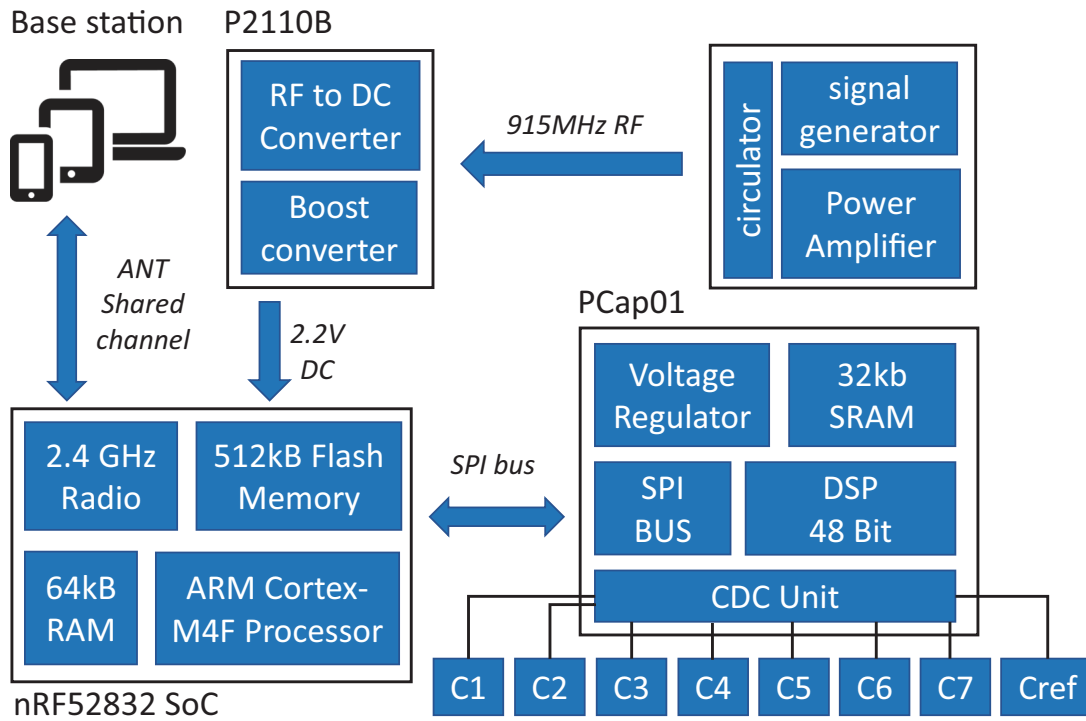 Base station
P2110B
RF to DC
Converter
Boost
converter
915MHz RF
circulator
signal
generator
Power
Amplifier
ANT
Shared
channel
2.2V
DC
PCap01
Voltage
Regulator
32kb
SRAM
SPI
BUS
DSP
48 Bit
CDC Unit
2.4 GHz
Radio
512kB Flash
Memory
SPI bus
64kB
RAM
ARM Cortex-
M4F Processor
nRF52832 SoC
C1
C2
C3
C4
C5
C6
C7
Cref